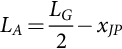 L_A = L_G/2 − x_JP